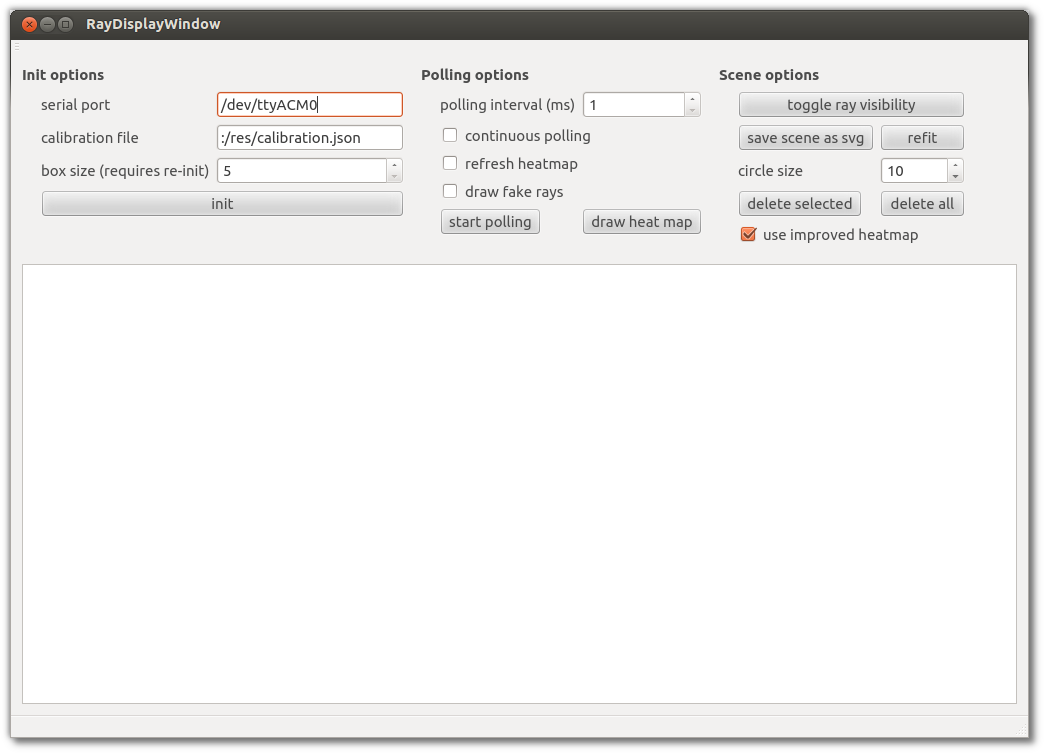 RayDisplayWindow
Init options
serial port
/dev/ttyACM0
calibration file
:/res/calibration.json
box size (requires re-init)
5
init
Polling options
polling interval (ms)
1
continuous polling
refresh heatmap
draw fake rays
start polling
draw heat map
Scene options
toggle ray visibility
save scene as svg
refit
circle size
10
delete selected
delete all
use improved heatmap